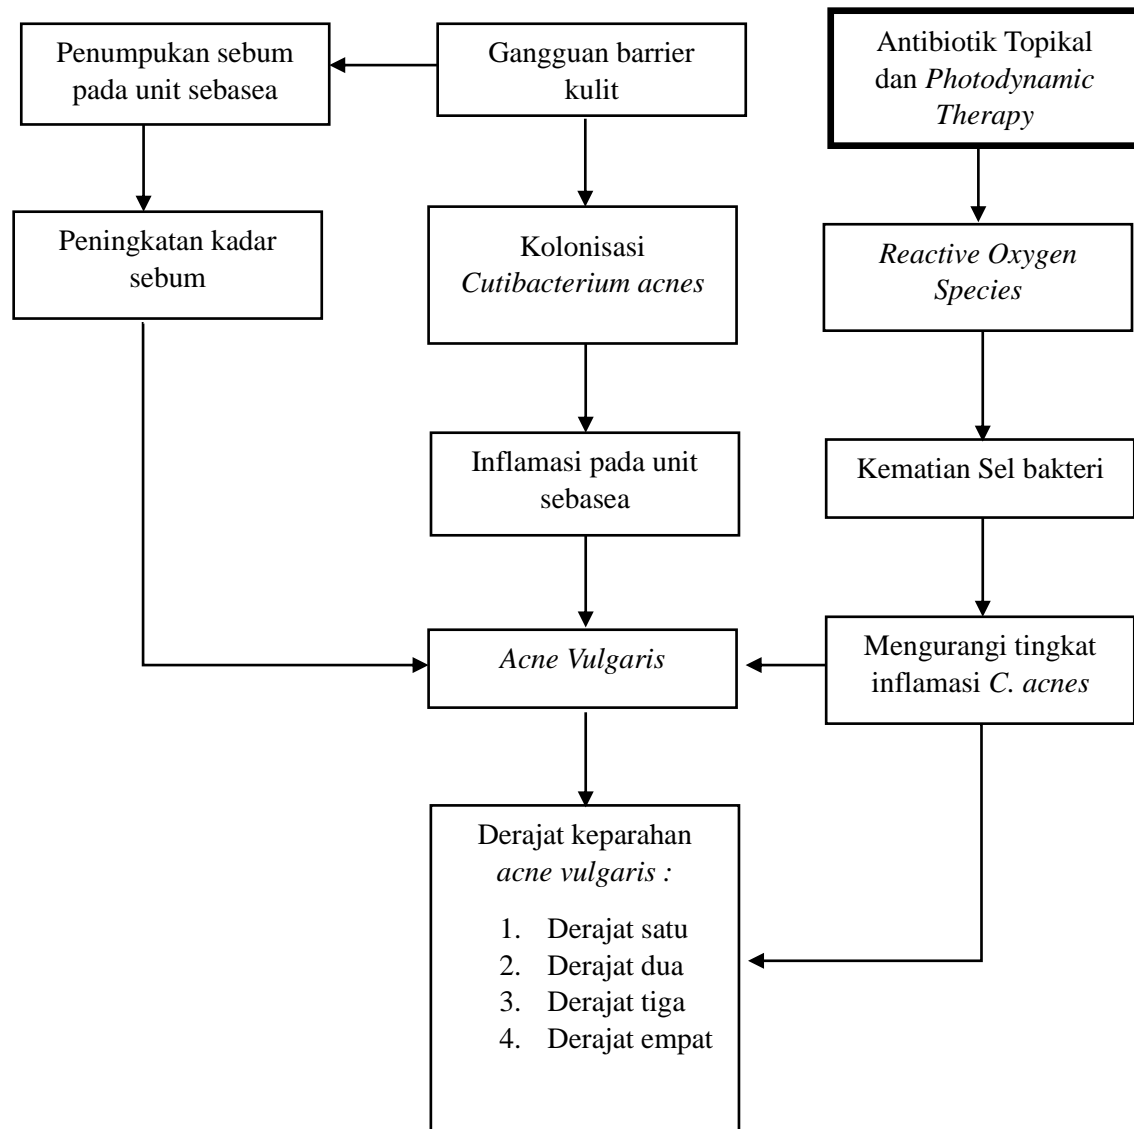 Penumpukan sebum
pada unit sebasea
Gangguan barrier
kulit
Antibiotik Topikal
dan Photodynamic
Therapy
Peningkatan kadar
sebum
Kolonisasi
Cutibacterium acnes
Reactive Oxygen
Species
Inflamasi pada unit
sebasea
Kematian Sel bakteri
Acne Vulgaris
Mengurangi tingkat
inflamasi C. acnes
Derajat keparahan
acne vulgaris :
1. Derajat satu
2. Derajat dua
3. Derajat tiga
4. Derajat empat